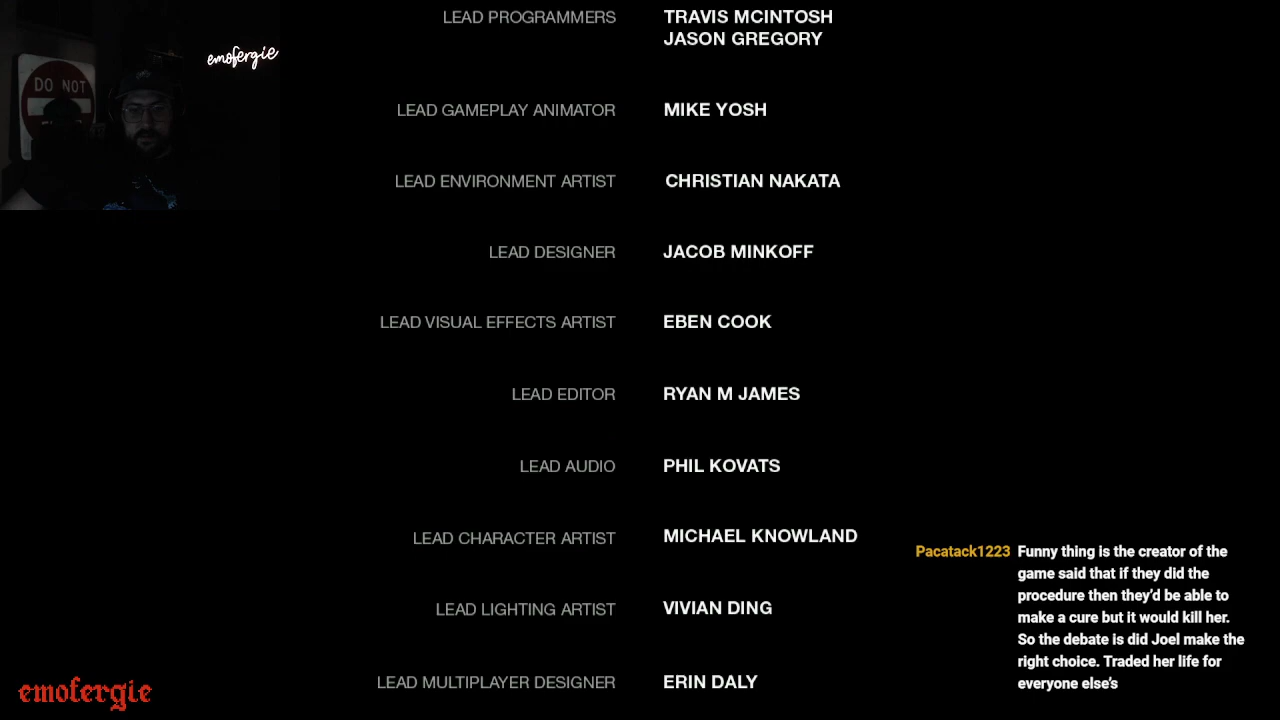 LEAD PROGRAMMERS TRAVIS MCINTOSH
JASON GREGORY
emofergie
DO NOT
LEAD GAMEPLAY ANIMATOR MIKE YOSH
LEAD ENVIRONMENT ARTIST CHRISTIAN NAKATA
LEAD DESIGNER JACOB MINKOFF
LEAD VISUAL EFFECTS ARTIST EBEN COOK
LEAD EDITOR RYAN M JAMES
LEAD AUDIO PHIL KOVATS
LEAD CHARACTER ARTIST MICHAEL KNOWLAND
LEAD LIGHTING ARTIST VIVIAN DING
LEAD MULTIPLAYER DESIGNER ERIN DALY
Pacatack1223 Funny thing is the creator of the
game said that if they did the
procedure then they'd be able to
make a cure but it would kill her.
So the debate is did Joel make the
right choice. Traded her life for
everyone else's
emofergie